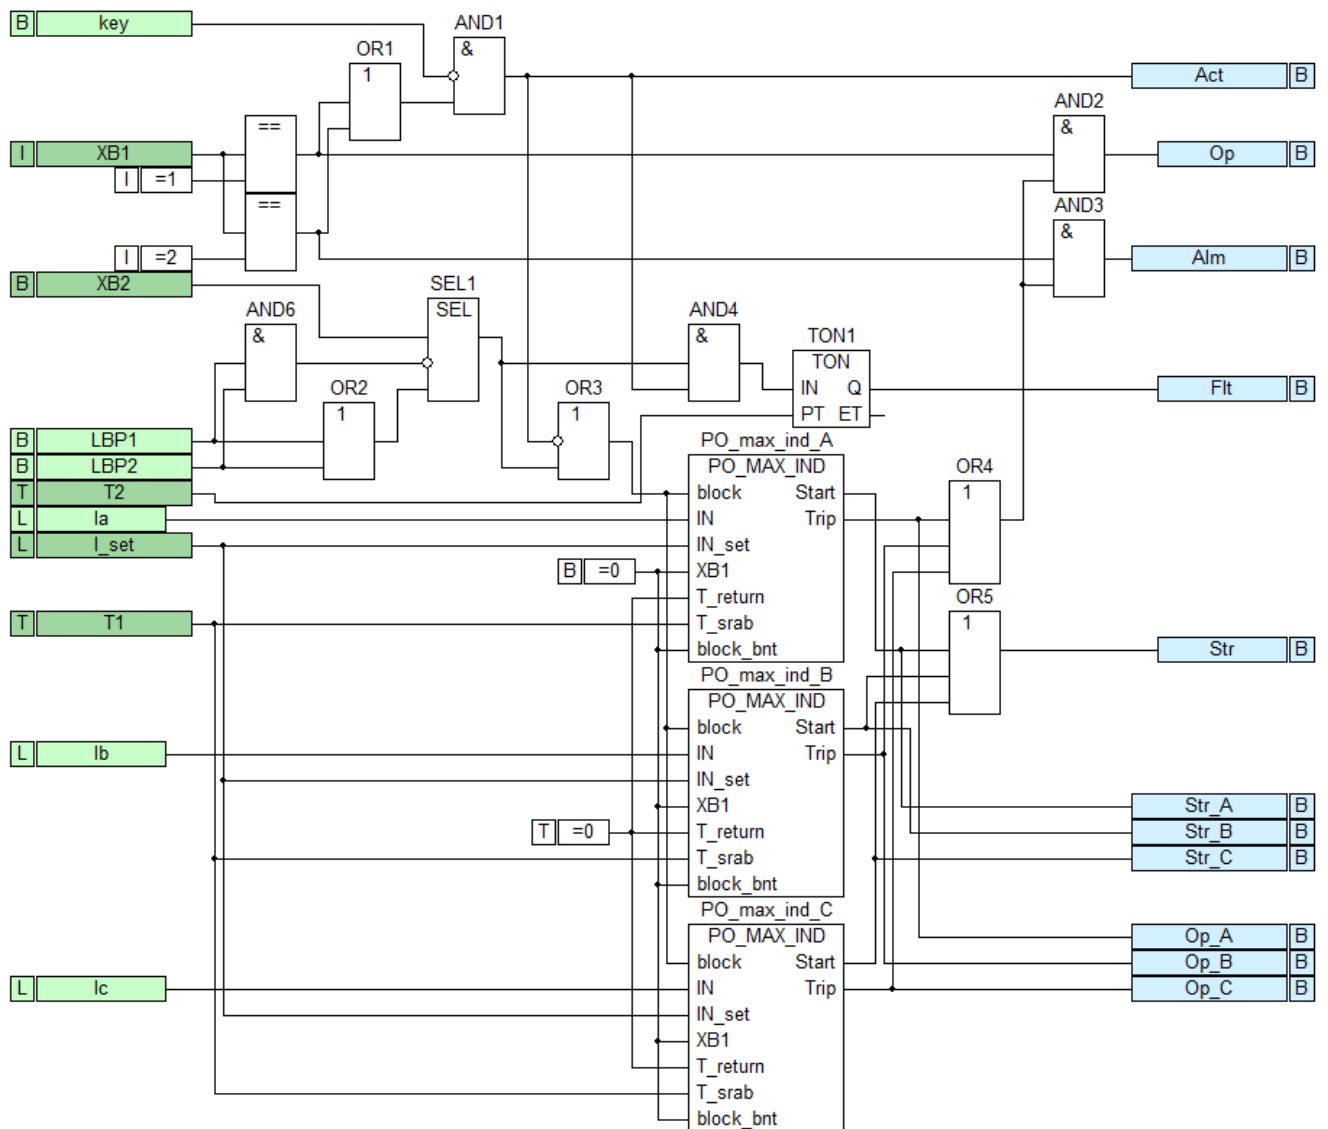 B key
AND1
&
OR1
1
Act B
AND2
&
==
I XB1
Op B
I =1
AND3
==
&
I =2
Alm B
B XB2
SEL1
SEL
AND6
&
AND4
&
TON1
TON
OR2
1
OR3
1
IN Q
Flt B
PT ET
B LBP1
PO_max_ind_A
B LBP2
PO_MAX_IND
OR4
T T2
block Start
1
L Ia
IN Trip
L I_set
IN_set
B =0
XB1
T_return
OR5
T T1
T_srab
1
block_bnt
Str B
PO_max_ind_B
PO_MAX_IND
block Start
L Ib
IN Trip
IN_set
XB1
Str_A B
T =0
T_return
Str_B B
T_srab
Str_C B
block_bnt
PO_max_ind_C
PO_MAX_IND
Op_A B
block Start
Op_B B
L Ic
IN Trip
Op_C B
IN_set
XB1
T_return
T_srab
block_bnt